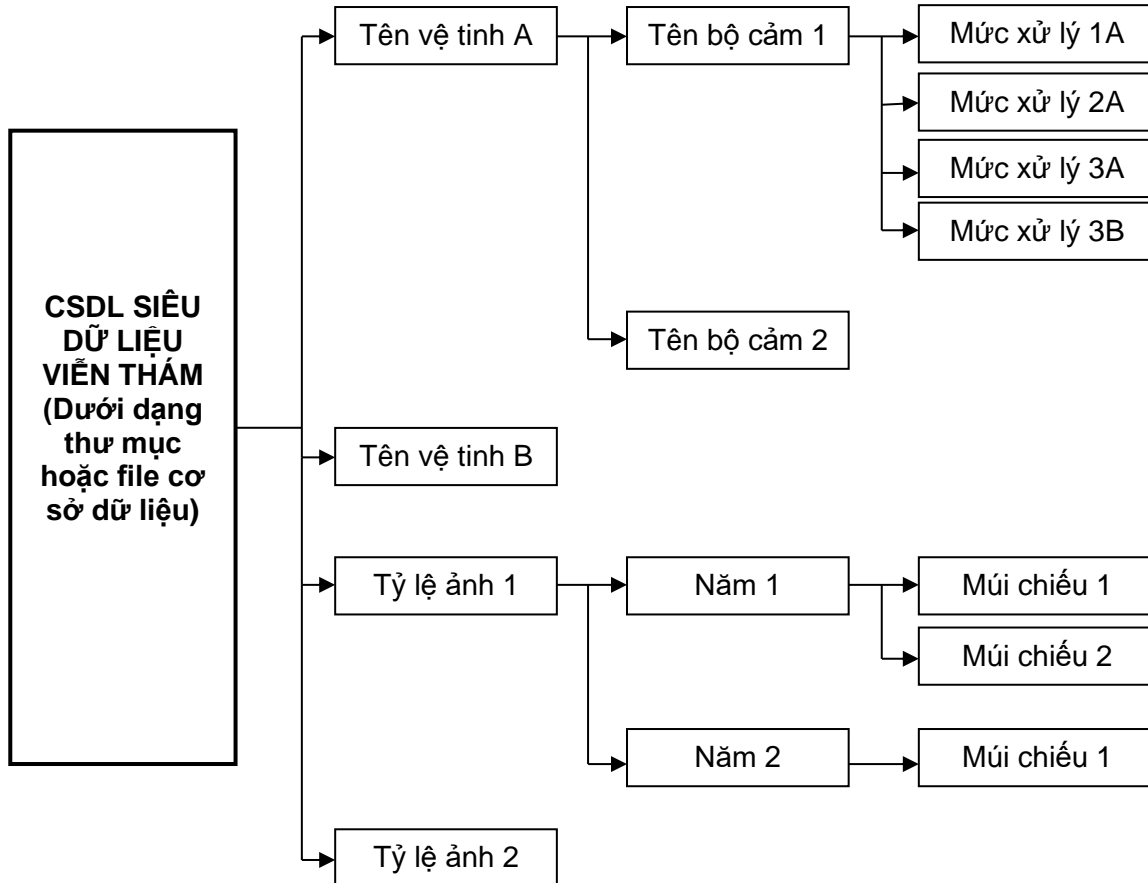 Tên vệ tinh A
Tên bộ cảm 1
Mức xử lý 1A
Mức xử lý 2A
Mức xử lý 3A
Mức xử lý 3B
CSDL SIÊU
DỮ LIỆU
VIỄN THÁM
(Dưới dạng
thư mục
hoặc file cơ
sở dữ liệu)
Tên bộ cảm 2
Tên vệ tinh B
Tỷ lệ ảnh 1
Năm 1
Múi chiếu 1
Múi chiếu 2
Năm 2
Múi chiếu 1
Tỷ lệ ảnh 2